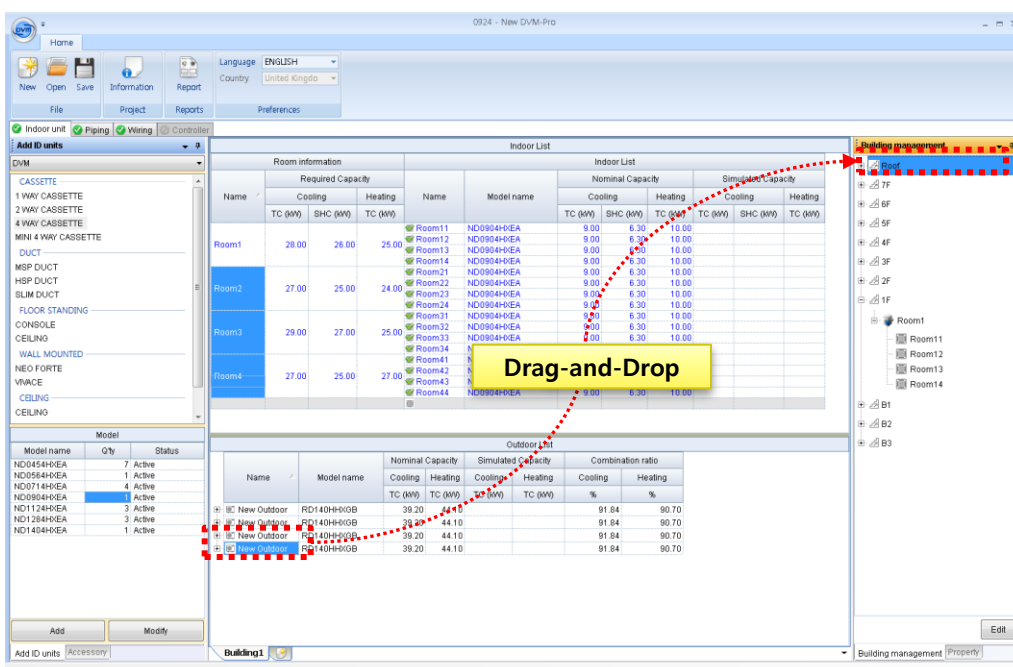 DVM
0924 - New DVM-Pro
Home
New Open Save Information Report
File Project Reports
Language ENGLISH
Country United Kingdo
Preferences
Indoor unit Piping Wiring Controller
Add ID units
DVM
CASSETTE
1 WAY CASSETTE
2 WAY CASSETTE
4 WAY CASSETTE
MINI 4 WAY CASSETTE
DUCT
MSP DUCT
HSP DUCT
SLIM DUCT
FLOOR STANDING
CONSOLE
CEILING
WALL MOUNTED
NEO FORTE
VIVACE
CEILING
CEILING
Model
Model name Q'ty Status
ND0454HXEA 7 Active
ND0564HXEA 1 Active
ND0714HXEA 4 Active
ND0904HXEA 1 Active
ND1124HXEA 3 Active
ND1284HXEA 3 Active
ND1404HXEA 1 Active
Add Modify
Add ID units Accessory
Indoor List
Room information Indoor List
Required Capacity Nominal Capacity Simulated Capacity
Name Cooling Heating Name Model name Cooling Heating Cooling Heating
TC (kW) SHC (kW) TC (kW) TC (kW) SHC (kW) TC (kW) TC (kW) SHC (kW) TC (kW)
Room1 28.00 26.00 25.00
Room11 ND0904HXEA 9.00 6.30 10.00
Room12 ND0904HXEA 9.00 6.30 10.00
Room13 ND0904HXEA 9.00 6.30 10.00
Room14 ND0904HXEA 9.00 6.30 10.00
Room2 27.00 25.00 24.00
Room21 ND0904HXEA 9.00 6.30 10.00
Room22 ND0904HXEA 9.00 6.30 10.00
Room23 ND0904HXEA 9.00 6.30 10.00
Room24 ND0904HXEA 9.00 6.30 10.00
Room3 29.00 27.00 25.00
Room31 ND0904HXEA 9.00 6.30 10.00
Room32 ND0904HXEA 9.00 6.30 10.00
Room33 ND0904HXEA 9.00 6.30 10.00
Room34
Room4 27.00 25.00 27.00
Room41
Room42
Room43
Room44 ND0904HXEA 9.00 6.30 10.00
Drag-and-Drop
Outdoor List
Nominal Capacity Simulated Capacity Combination ratio
Name Model name Cooling Heating Cooling Heating Cooling Heating
TC (kW) TC (kW) TC (kW) TC (kW) % %
New Outdoor RD140HHXGB 39.20 44.10 91.84 90.70
New Outdoor RD140HHXGB 39.20 44.10 91.84 90.70
New Outdoor RD140HHXGB 39.20 44.10 91.84 90.70
New Outdoor RD140HHXGB 39.20 44.10 91.84 90.70
Building1
Building management
Roof
7F
6F
5F
4F
3F
2F
1F
Room1
Room11
Room12
Room13
Room14
B1
B2
B3
Edit
Building management Property